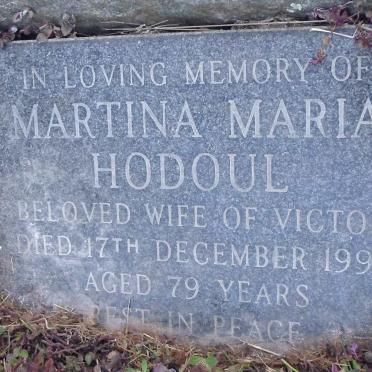 IN LOVING MEMORY OF
MARTINA MARIA
HODOUL
BELOVED WIFE OF VICTO
DIED 17TH DECEMBER 199
AGED 79 YEARS
REST IN PEACE